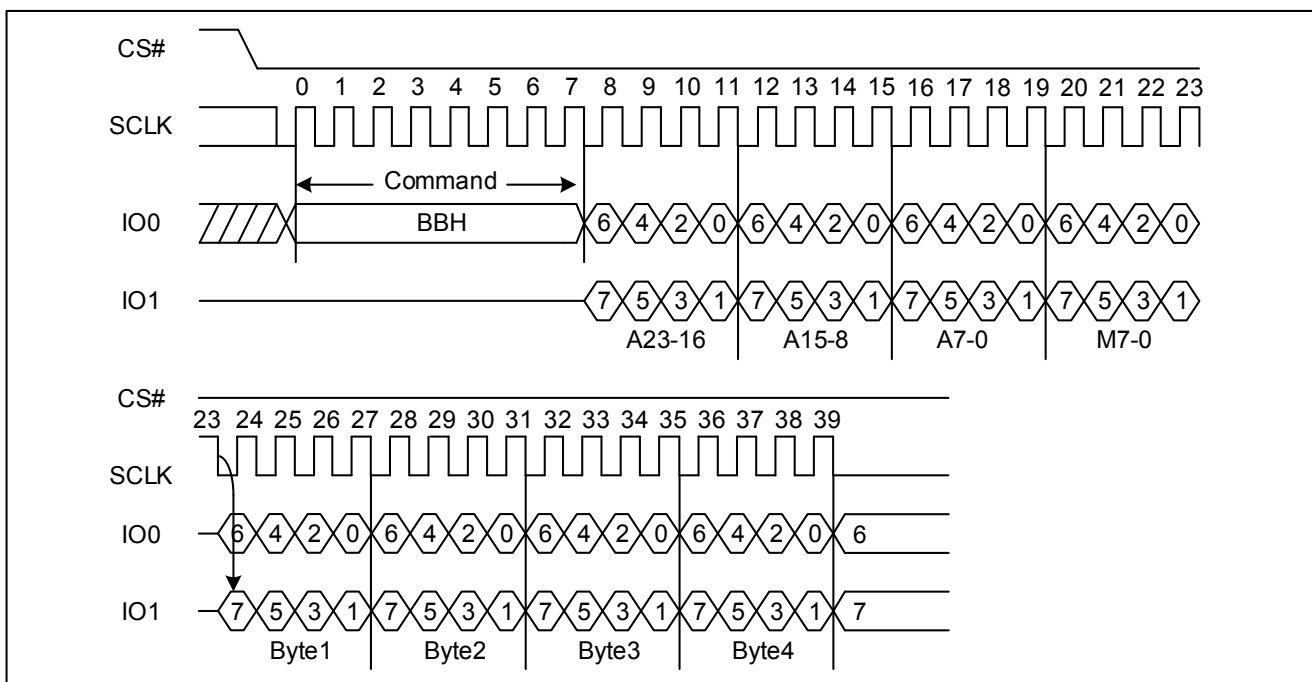 CS#
0 1 2 3 4 5 6 7 8 9 10 11 12 13 14 15 16 17 18 19 20 21 22 23
SCLK
Command
IO0 BBH 6 4 2 0 6 4 2 0 6 4 2 0 6 4 2 0
IO1 7 5 3 1 7 5 3 1 7 5 3 1 7 5 3 1
A23-16 A15-8 A7-0 M7-0
CS#
23 24 25 26 27 28 29 30 31 32 33 34 35 36 37 38 39
SCLK
IO0 6 4 2 0 6 4 2 0 6 4 2 0 6 4 2 0 6
IO1 7 5 3 1 7 5 3 1 7 5 3 1 7 5 3 1 7
Byte1 Byte2 Byte3 Byte4